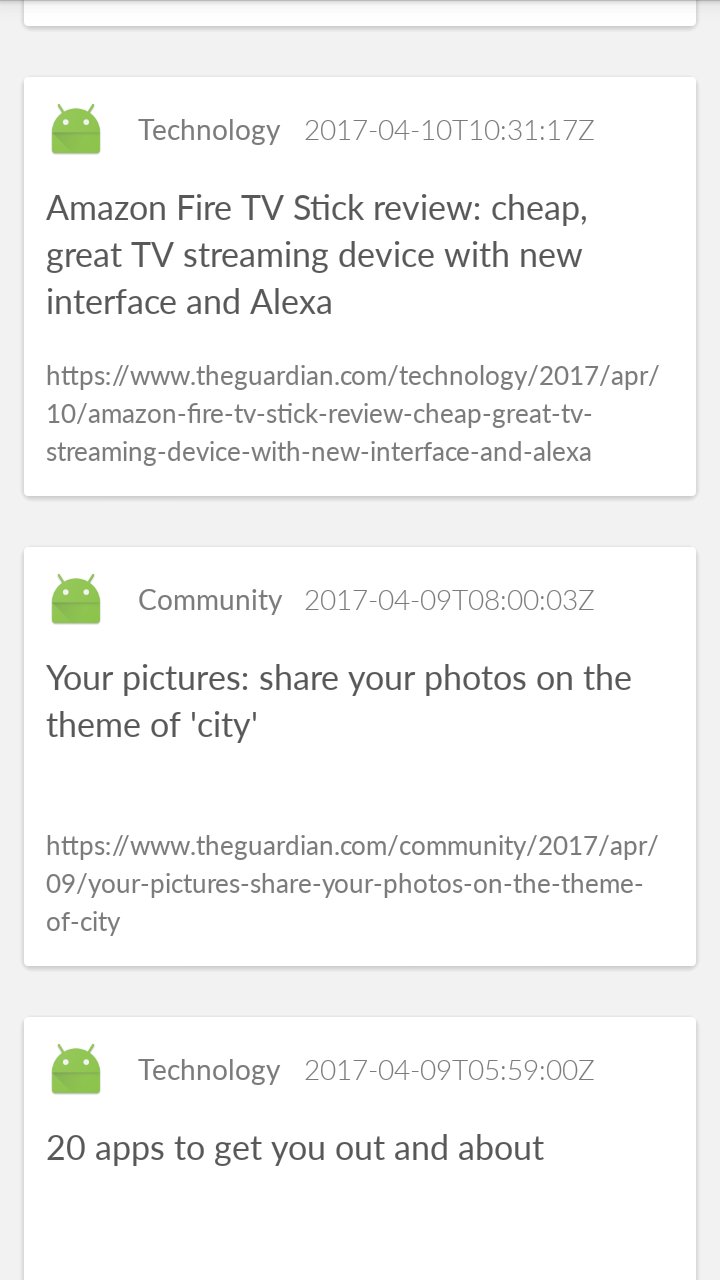 Technology 2017-04-10T10:31:17Z
Amazon Fire TV Stick review: cheap,
great TV streaming device with new
interface and Alexa
https://www.theguardian.com/technology/2017/apr/
10/amazon-fire-tv-stick-review-cheap-great-tv-
streaming-device-with-new-interface-and-alexa
Community 2017-04-09T08:00:03Z
Your pictures: share your photos on the
theme of 'city'
https://www.theguardian.com/community/2017/apr/
09/your-pictures-share-your-photos-on-the-theme-
of-city
Technology 2017-04-09T05:59:00Z
20 apps to get you out and about